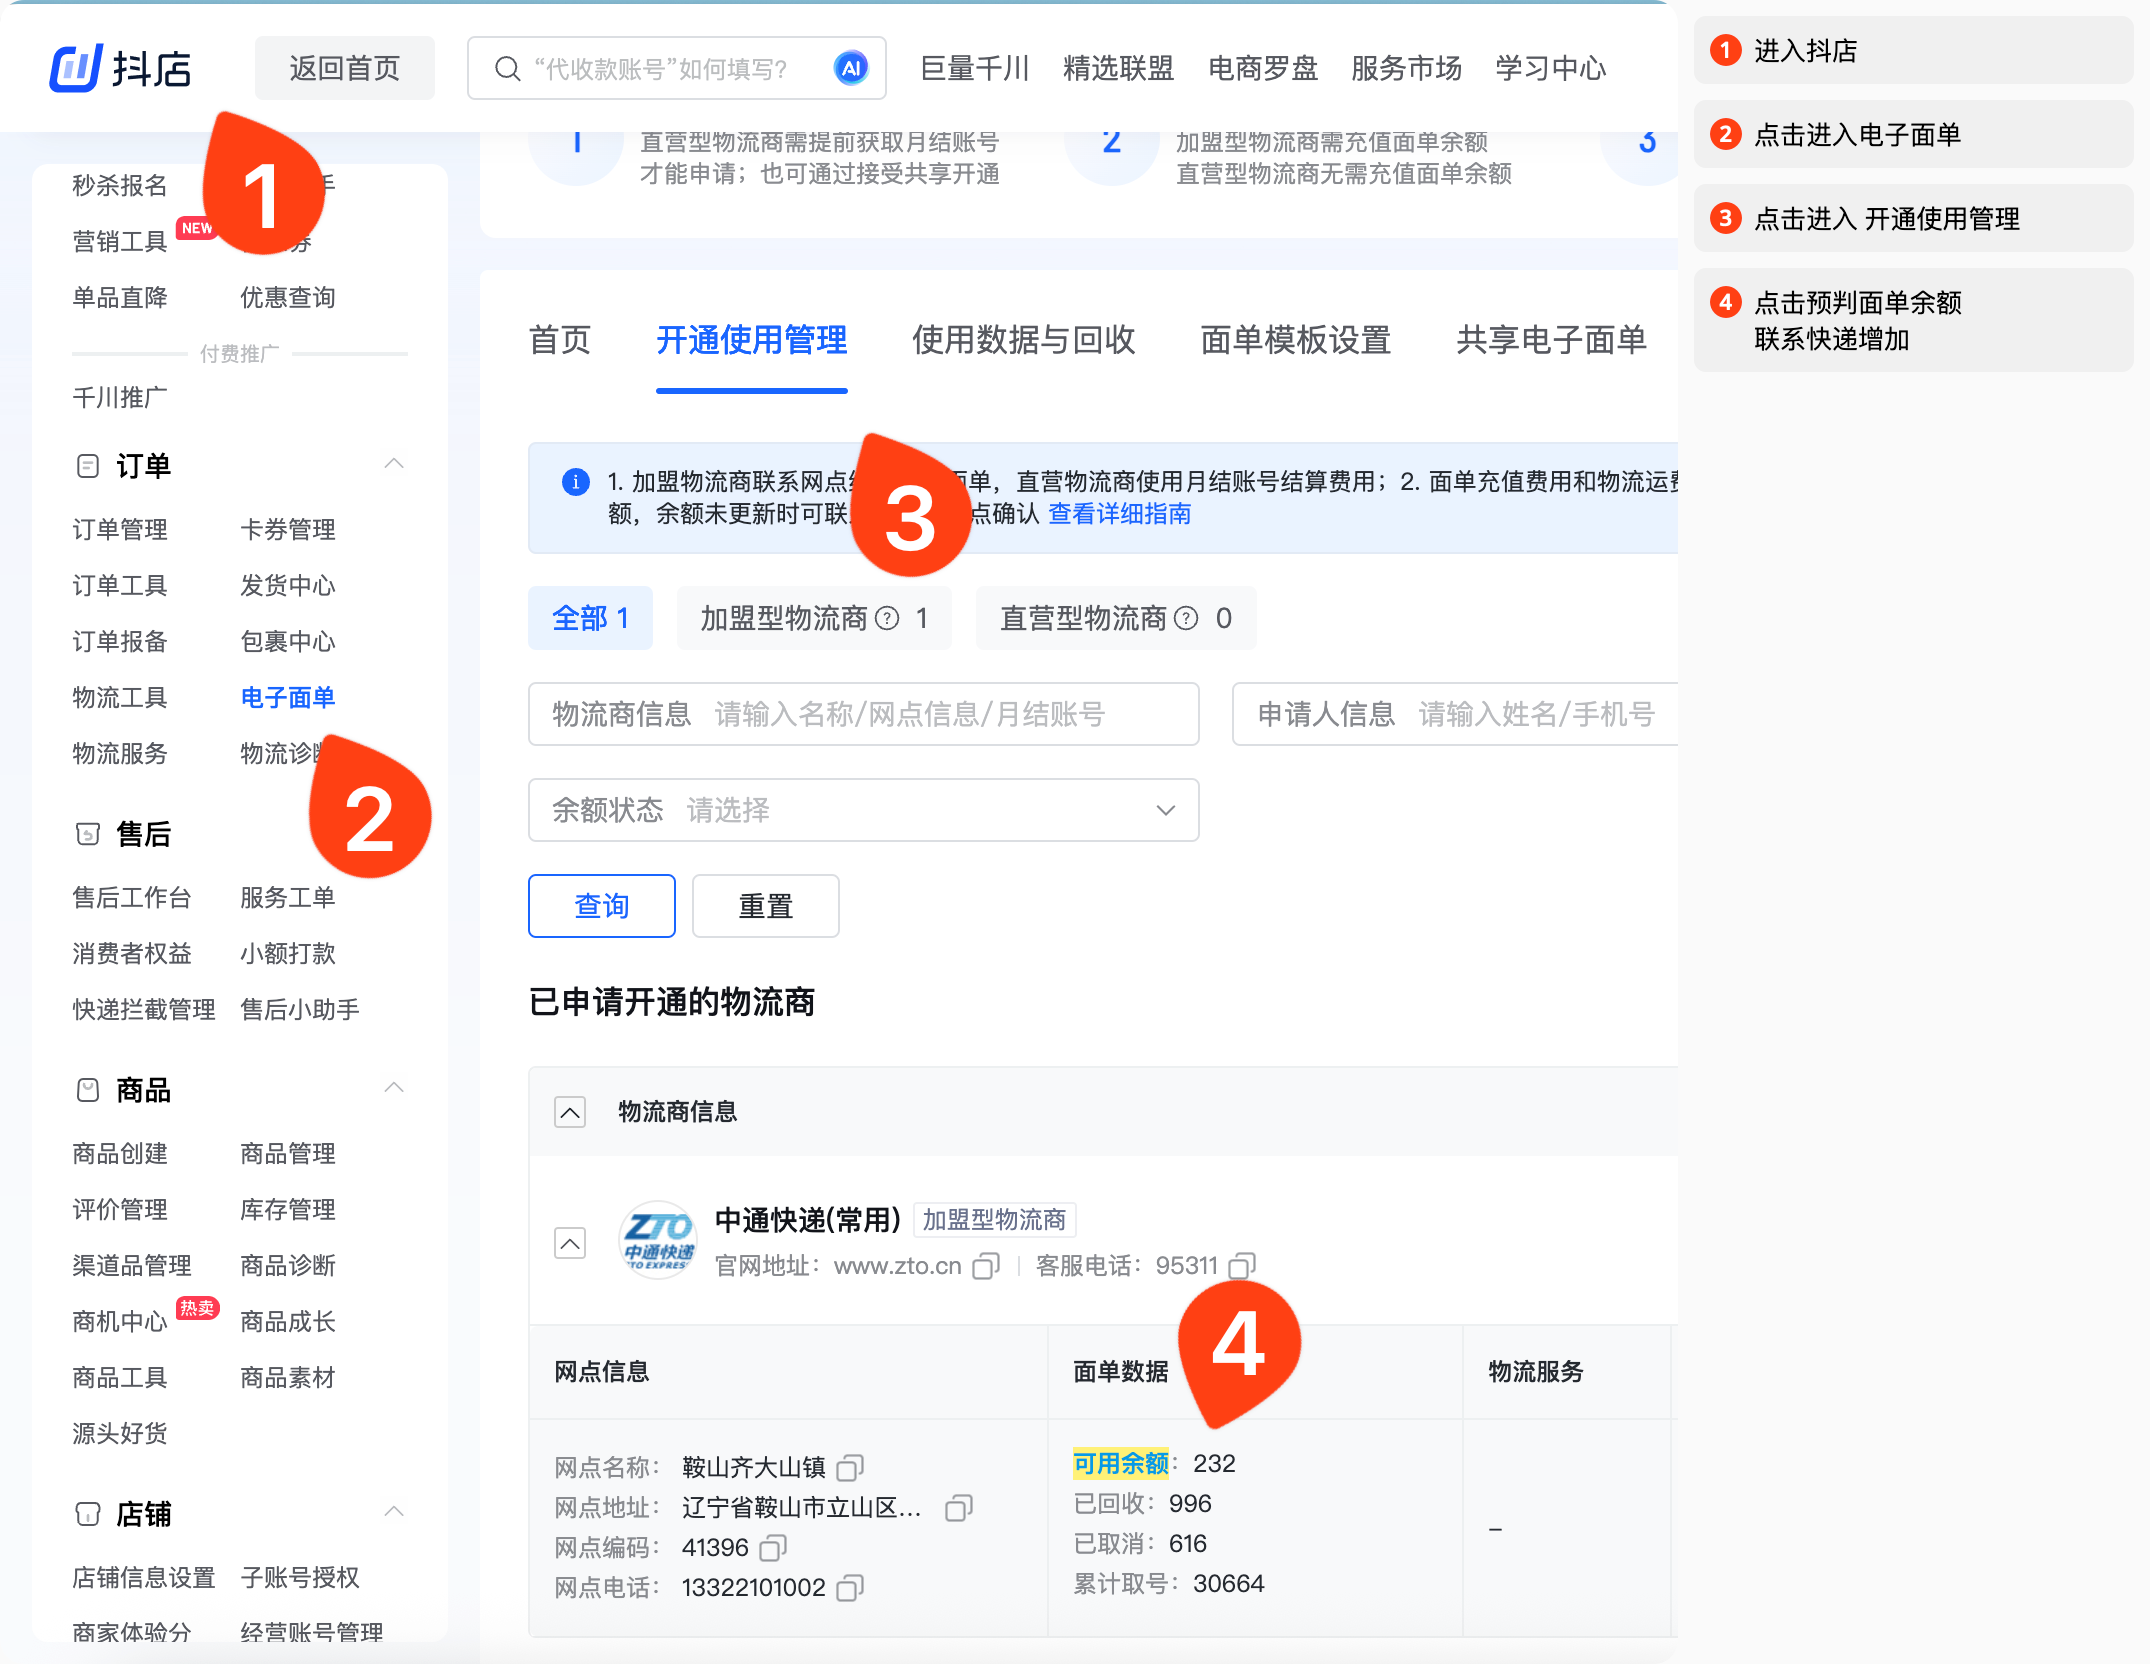 抖店
返回首页
“代收款账号”如何填写?
AI
巨量千川
精选联盟
电商罗盘
服务市场
学习中心
1 进入抖店
2 点击进入电子面单
3 点击进入 开通使用管理
4 点击预判面单余额
联系快递增加
秒杀报名
营销工具
NEW
券
1
单品直降
优惠查询
付费推广
千川推广
订单
订单管理
卡券管理
订单工具
发货中心
订单报备
包裹中心
物流工具
电子面单
物流服务
物流诊断
2
售后
售后工作台
服务工单
消费者权益
小额打款
快递拦截管理
售后小助手
商品
商品创建
商品管理
评价管理
库存管理
渠道品管理
商品诊断
商机中心
热卖
商品成长
商品工具
商品素材
源头好货
店铺
店铺信息设置
子账号授权
商家体验分
经营账号管理
1
直营型物流商需提前获取月结账号
才能申请；也可通过接受共享开通
2
加盟型物流商需充值面单余额
直营型物流商无需充值面单余额
3
首页
开通使用管理
使用数据与回收
面单模板设置
共享电子面单
1. 加盟物流商联系网点 面单，直营物流商使用月结账号结算费用；2. 面单充值费用和物流运费
额，余额未更新时可联 点确认 查看详细指南
3
全部 1
加盟型物流商 ? 1
直营型物流商 ? 0
物流商信息 请输入名称/网点信息/月结账号
申请人信息 请输入姓名/手机号
余额状态 请选择
查询
重置
已申请开通的物流商
物流商信息
ZTO
中通快递
ZTO EXPRESS
中通快递(常用) 加盟型物流商
官网地址：www.zto.cn
客服电话：95311
4
网点信息
面单数据
物流服务
网点名称： 鞍山齐大山镇
网点地址： 辽宁省鞍山市立山区...
网点编码： 41396
网点电话： 13322101002
可用余额： 232
已回收： 996
已取消： 616
累计取号： 30664
–